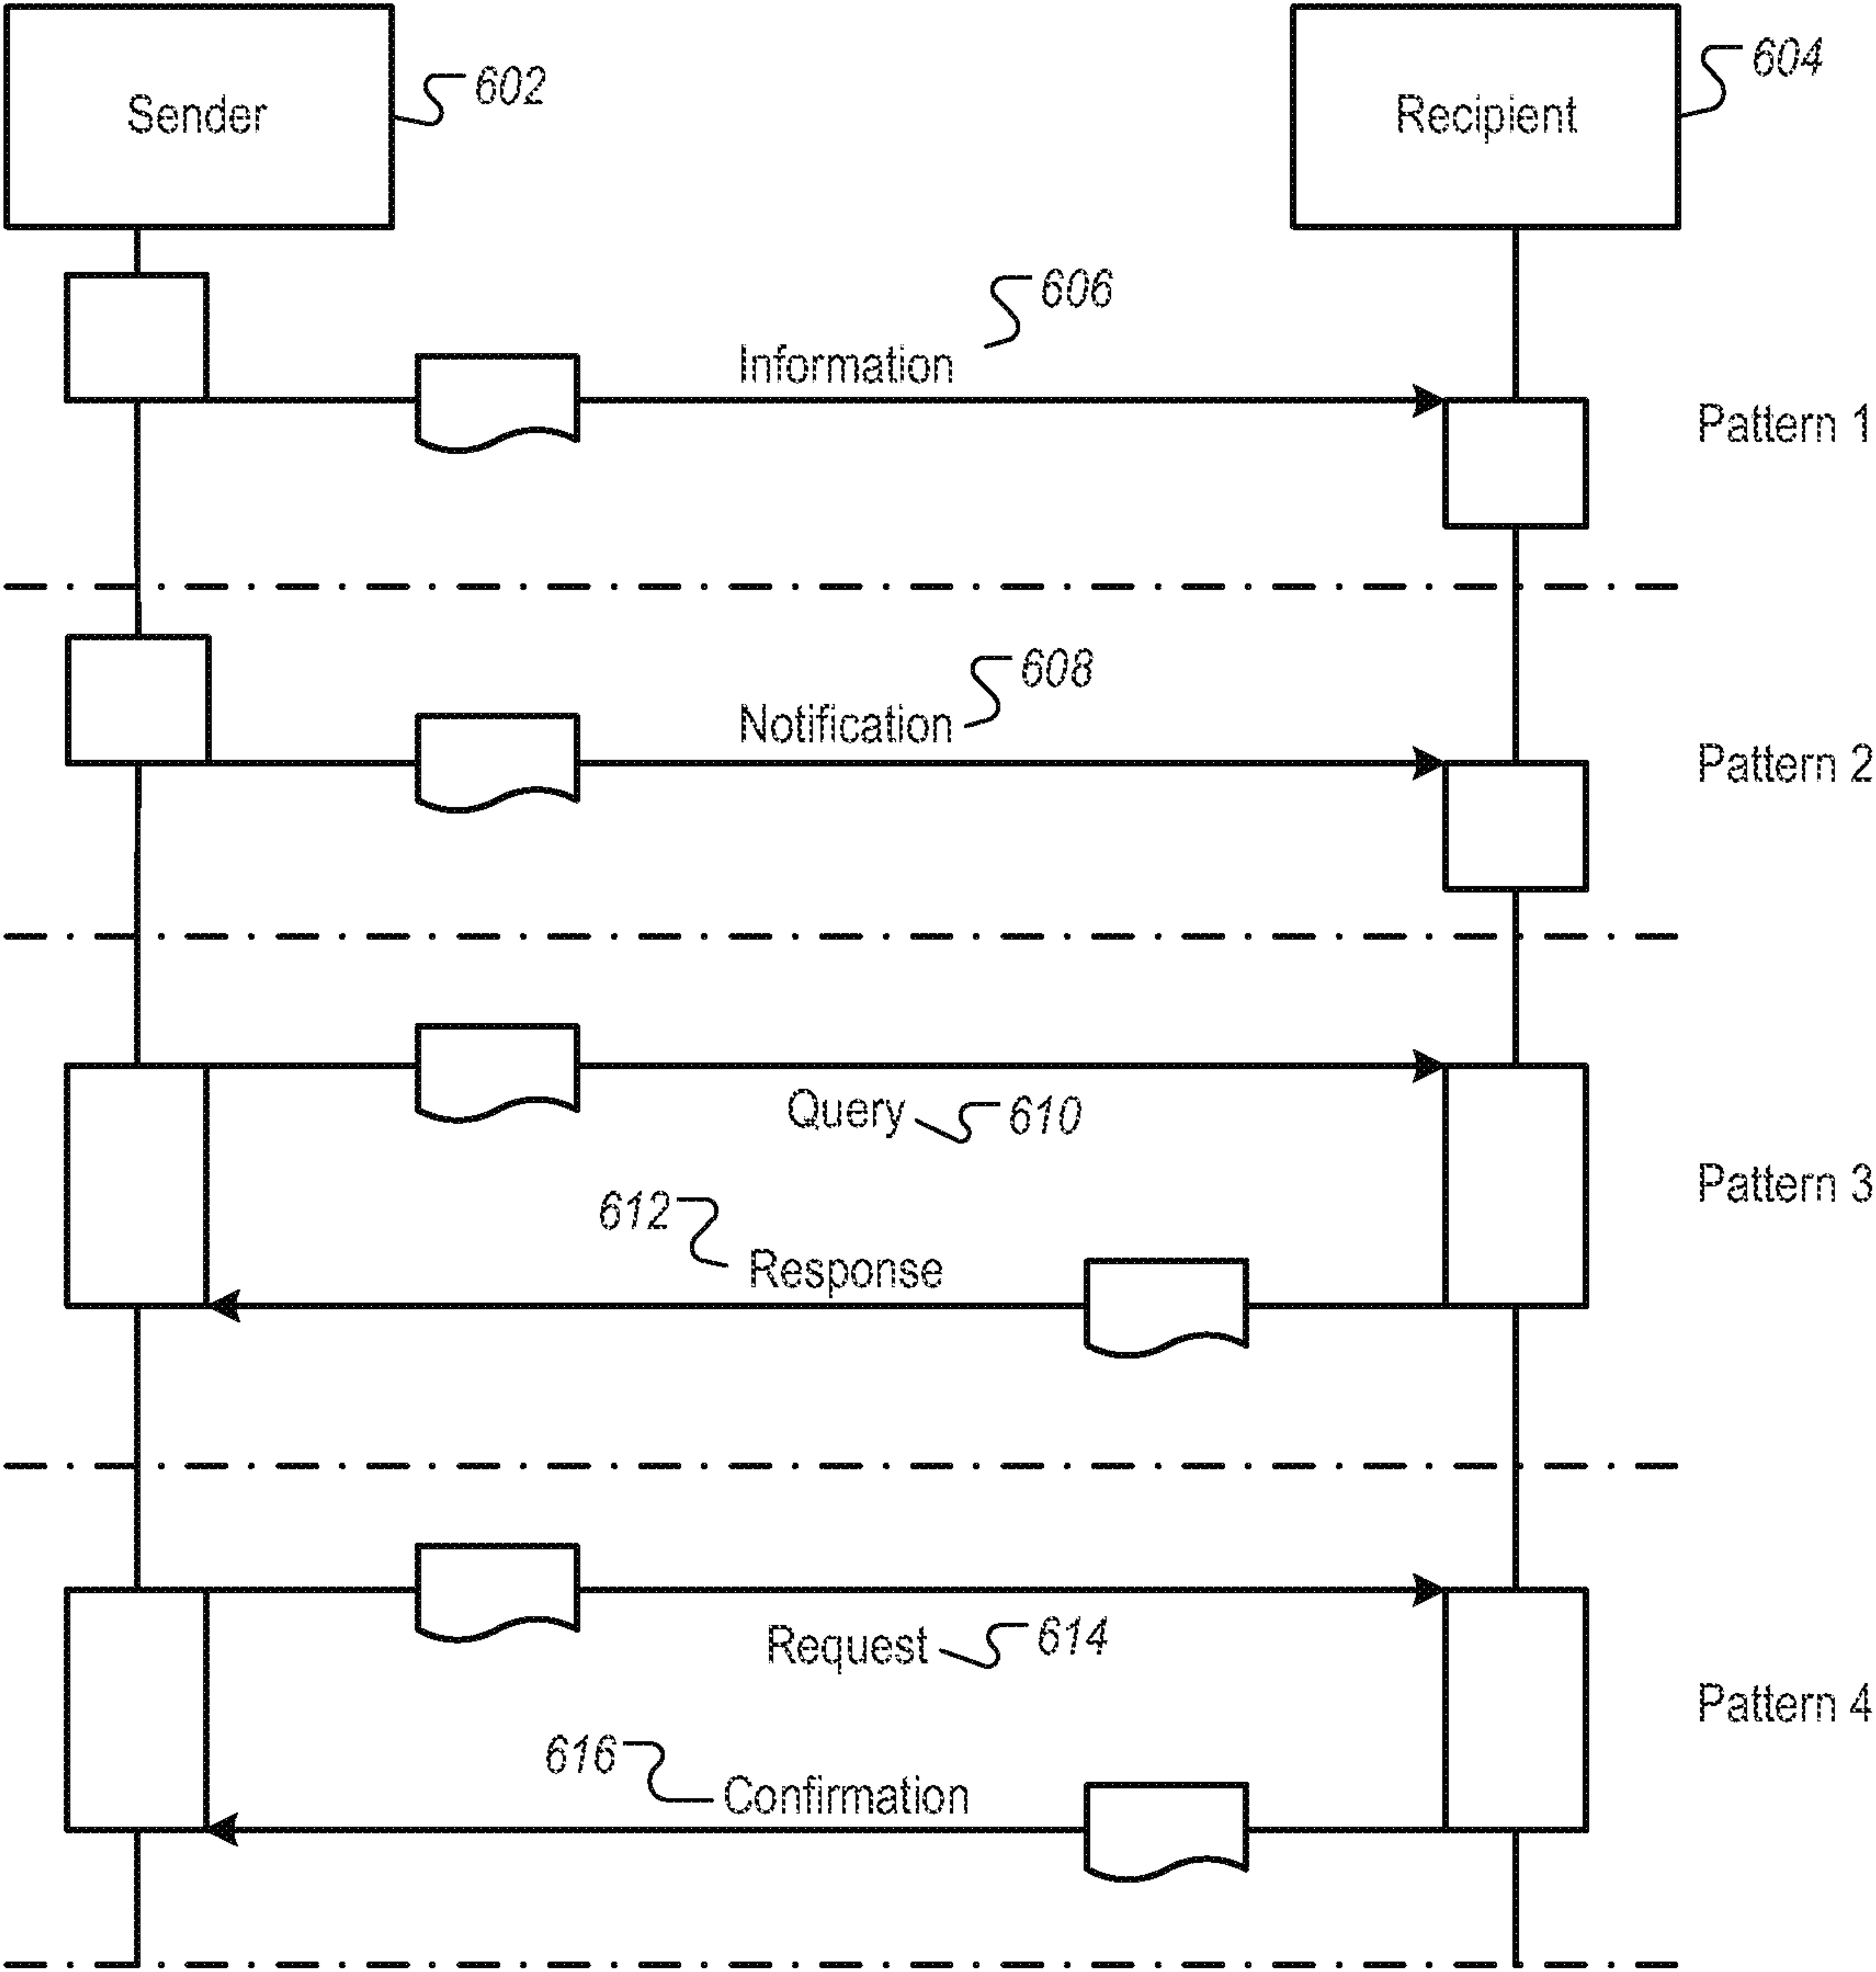 Sender
602
Recipient
604
Information
606
Pattern 1
Notification
608
Pattern 2
Query
610
612
Response
Pattern 3
Request
614
616
Confirmation
Pattern 4